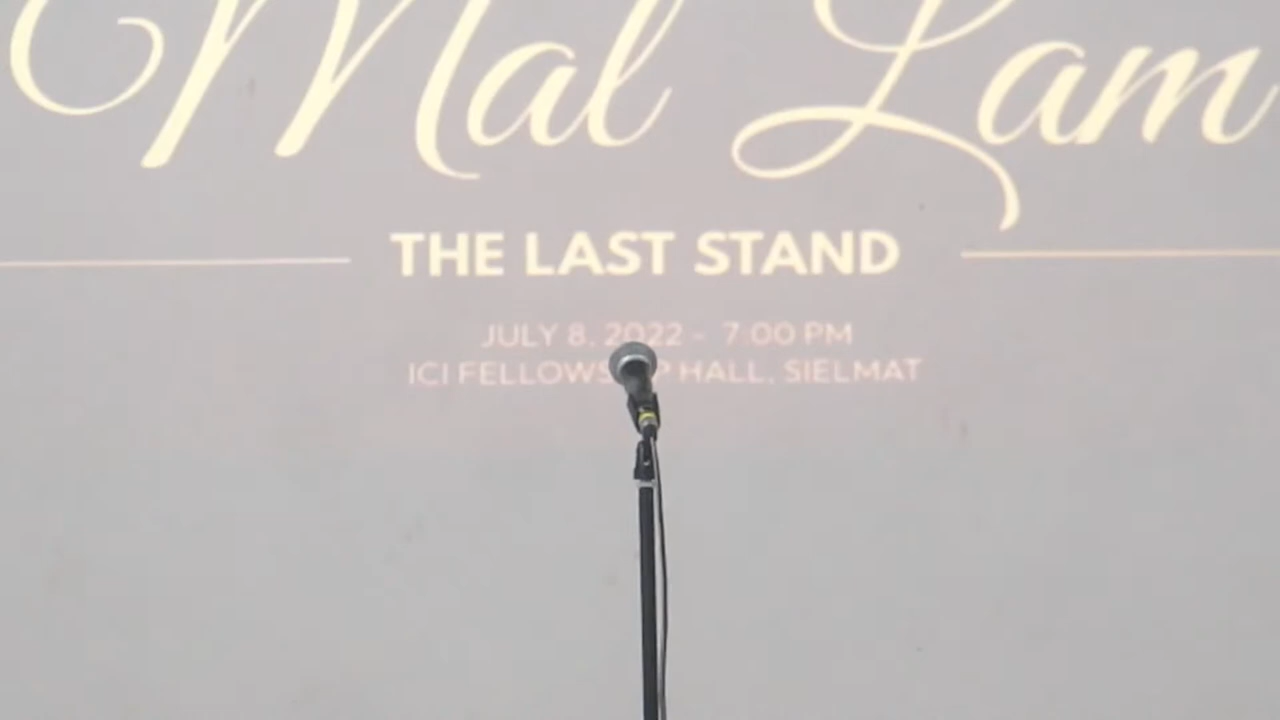 Mal Lam
THE LAST STAND
JULY 8, 2022 - 7:00 PM
ICI HALL, SIELMAT